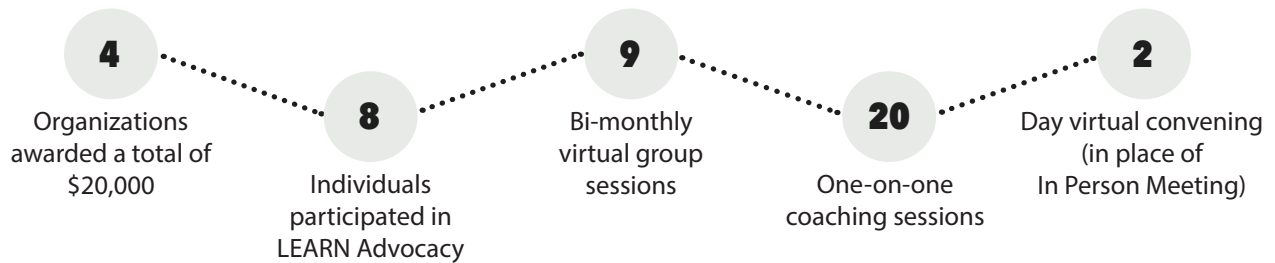 4
Organizations
awarded a total of
$20,000
8
Individuals
participated in
LEARN Advocacy
9
Bi-monthly
virtual group
sessions
20
One-on-one
coaching sessions
2
Day virtual convening
(in place of
In Person Meeting)